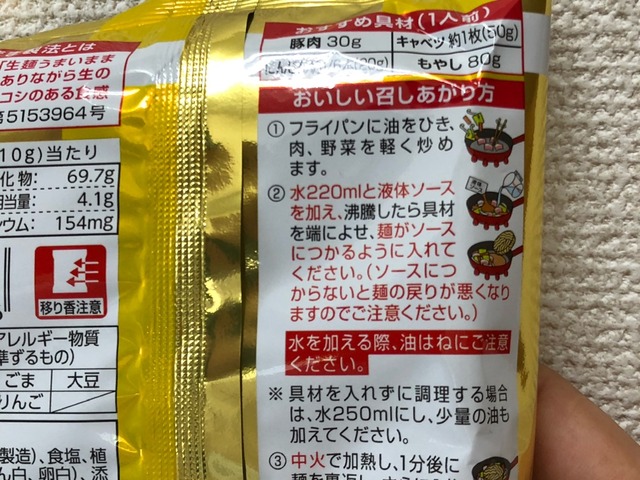 製法とは
「生麺うまいまま
ありながら生の
コシのある食感
第5153964号
10g)当たり
化物: 69.7g
相当量: 4.1g
シウム: 154mg
移り香注意
アレルギー物質
準ずるもの)
ごま 大豆
りんご
製造)、食塩、植
ん白、卵白)、添
おすすめ具材(1人前)
豚肉 30g キャベツ 約1枚(50g)
もやし 80g
おいしい召しあがり方
① フライパンに油をひき、
肉、野菜を軽く炒め
ます。
② 水220mlと液体ソース
を加え、沸騰したら具材
を端によせ、麺がソース
につかるように入れて
ください。(ソースにつ
からないと麺の戻りが悪くなり
ますのでご注意ください。)
水を加える際、油はねにご注意
ください。
※ 具材を入れずに調理する場合
は、水250mlにし、少量の油も
加えてください。
③ 中火で加熱し、1分後に